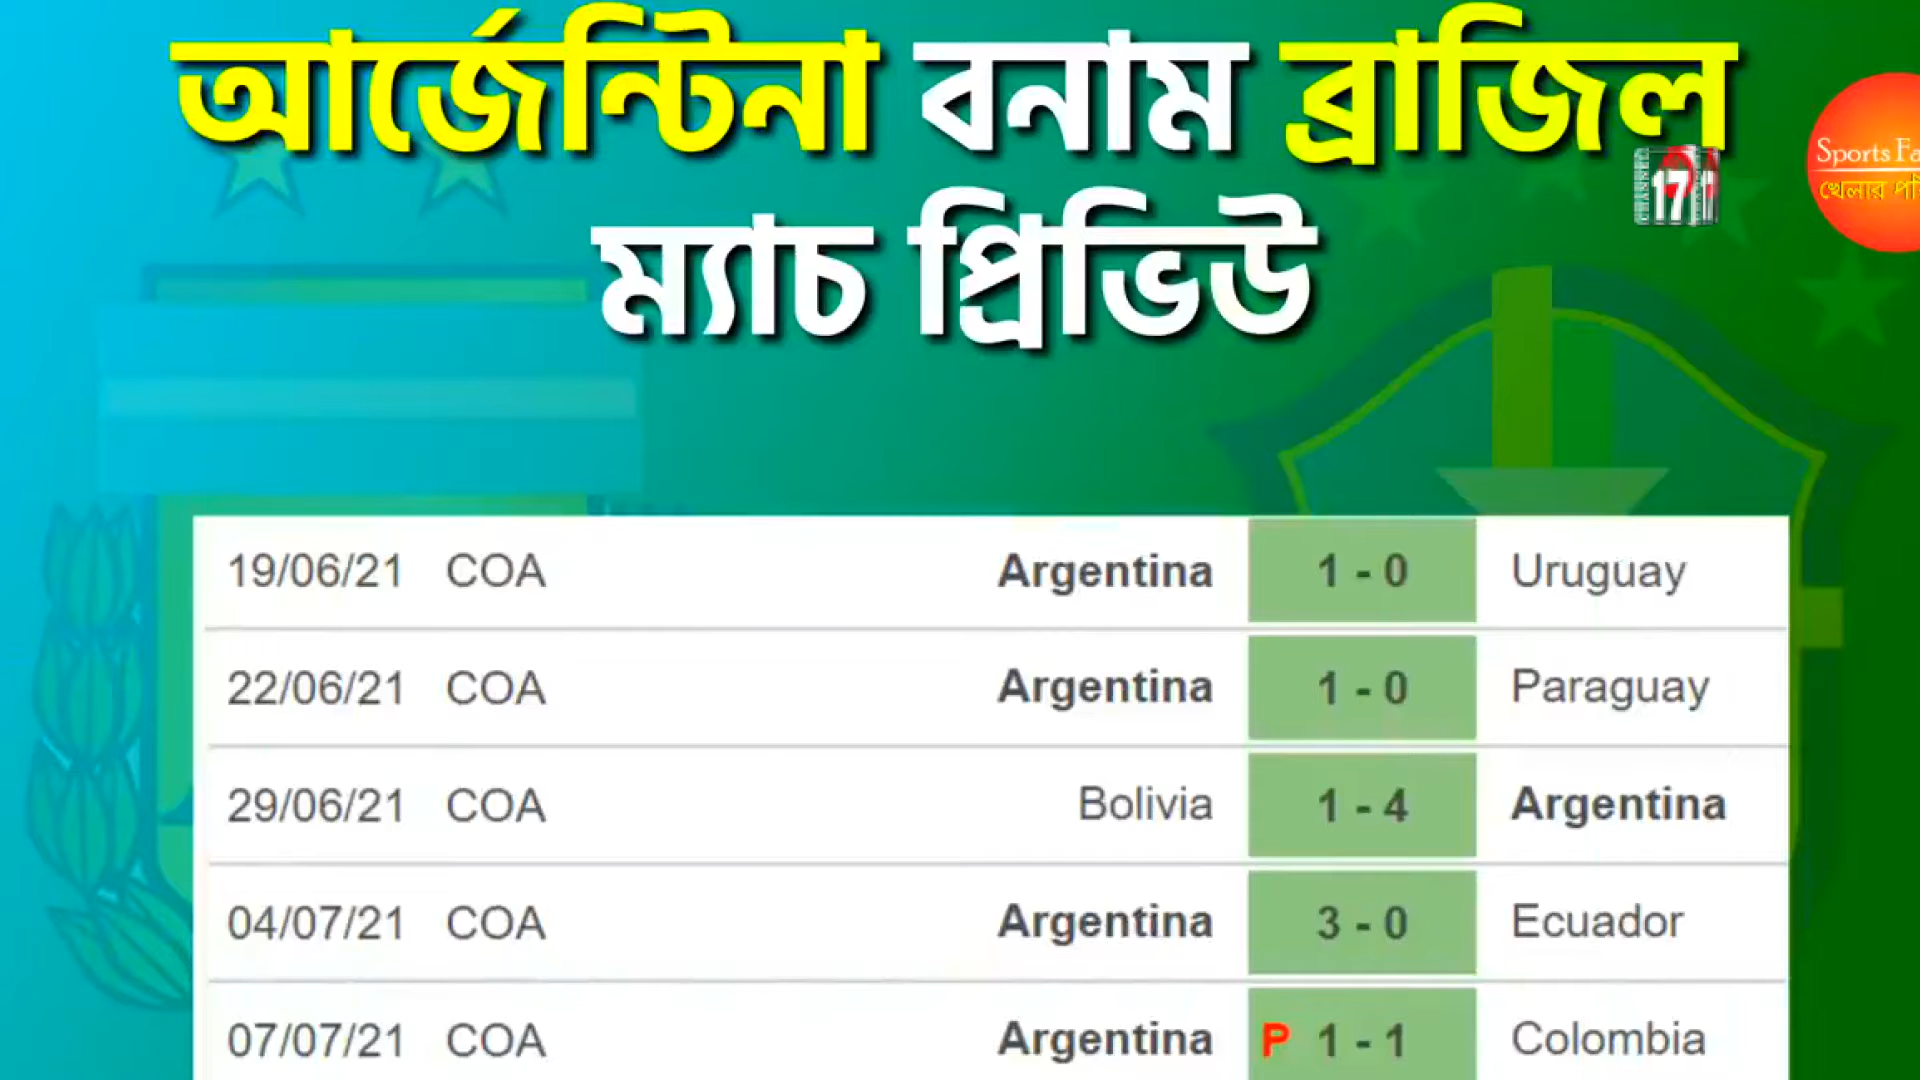 আর্জেন্টিনা বনাম ব্রাজিল
ম্যাচ প্রিভিউ
Sports
খেলার
17
19/06/21 COA Argentina 1 - 0 Uruguay
22/06/21 COA Argentina 1 - 0 Paraguay
29/06/21 COA Bolivia 1 - 4 Argentina
04/07/21 COA Argentina 3 - 0 Ecuador
07/07/21 COA Argentina P 1 - 1 Colombia